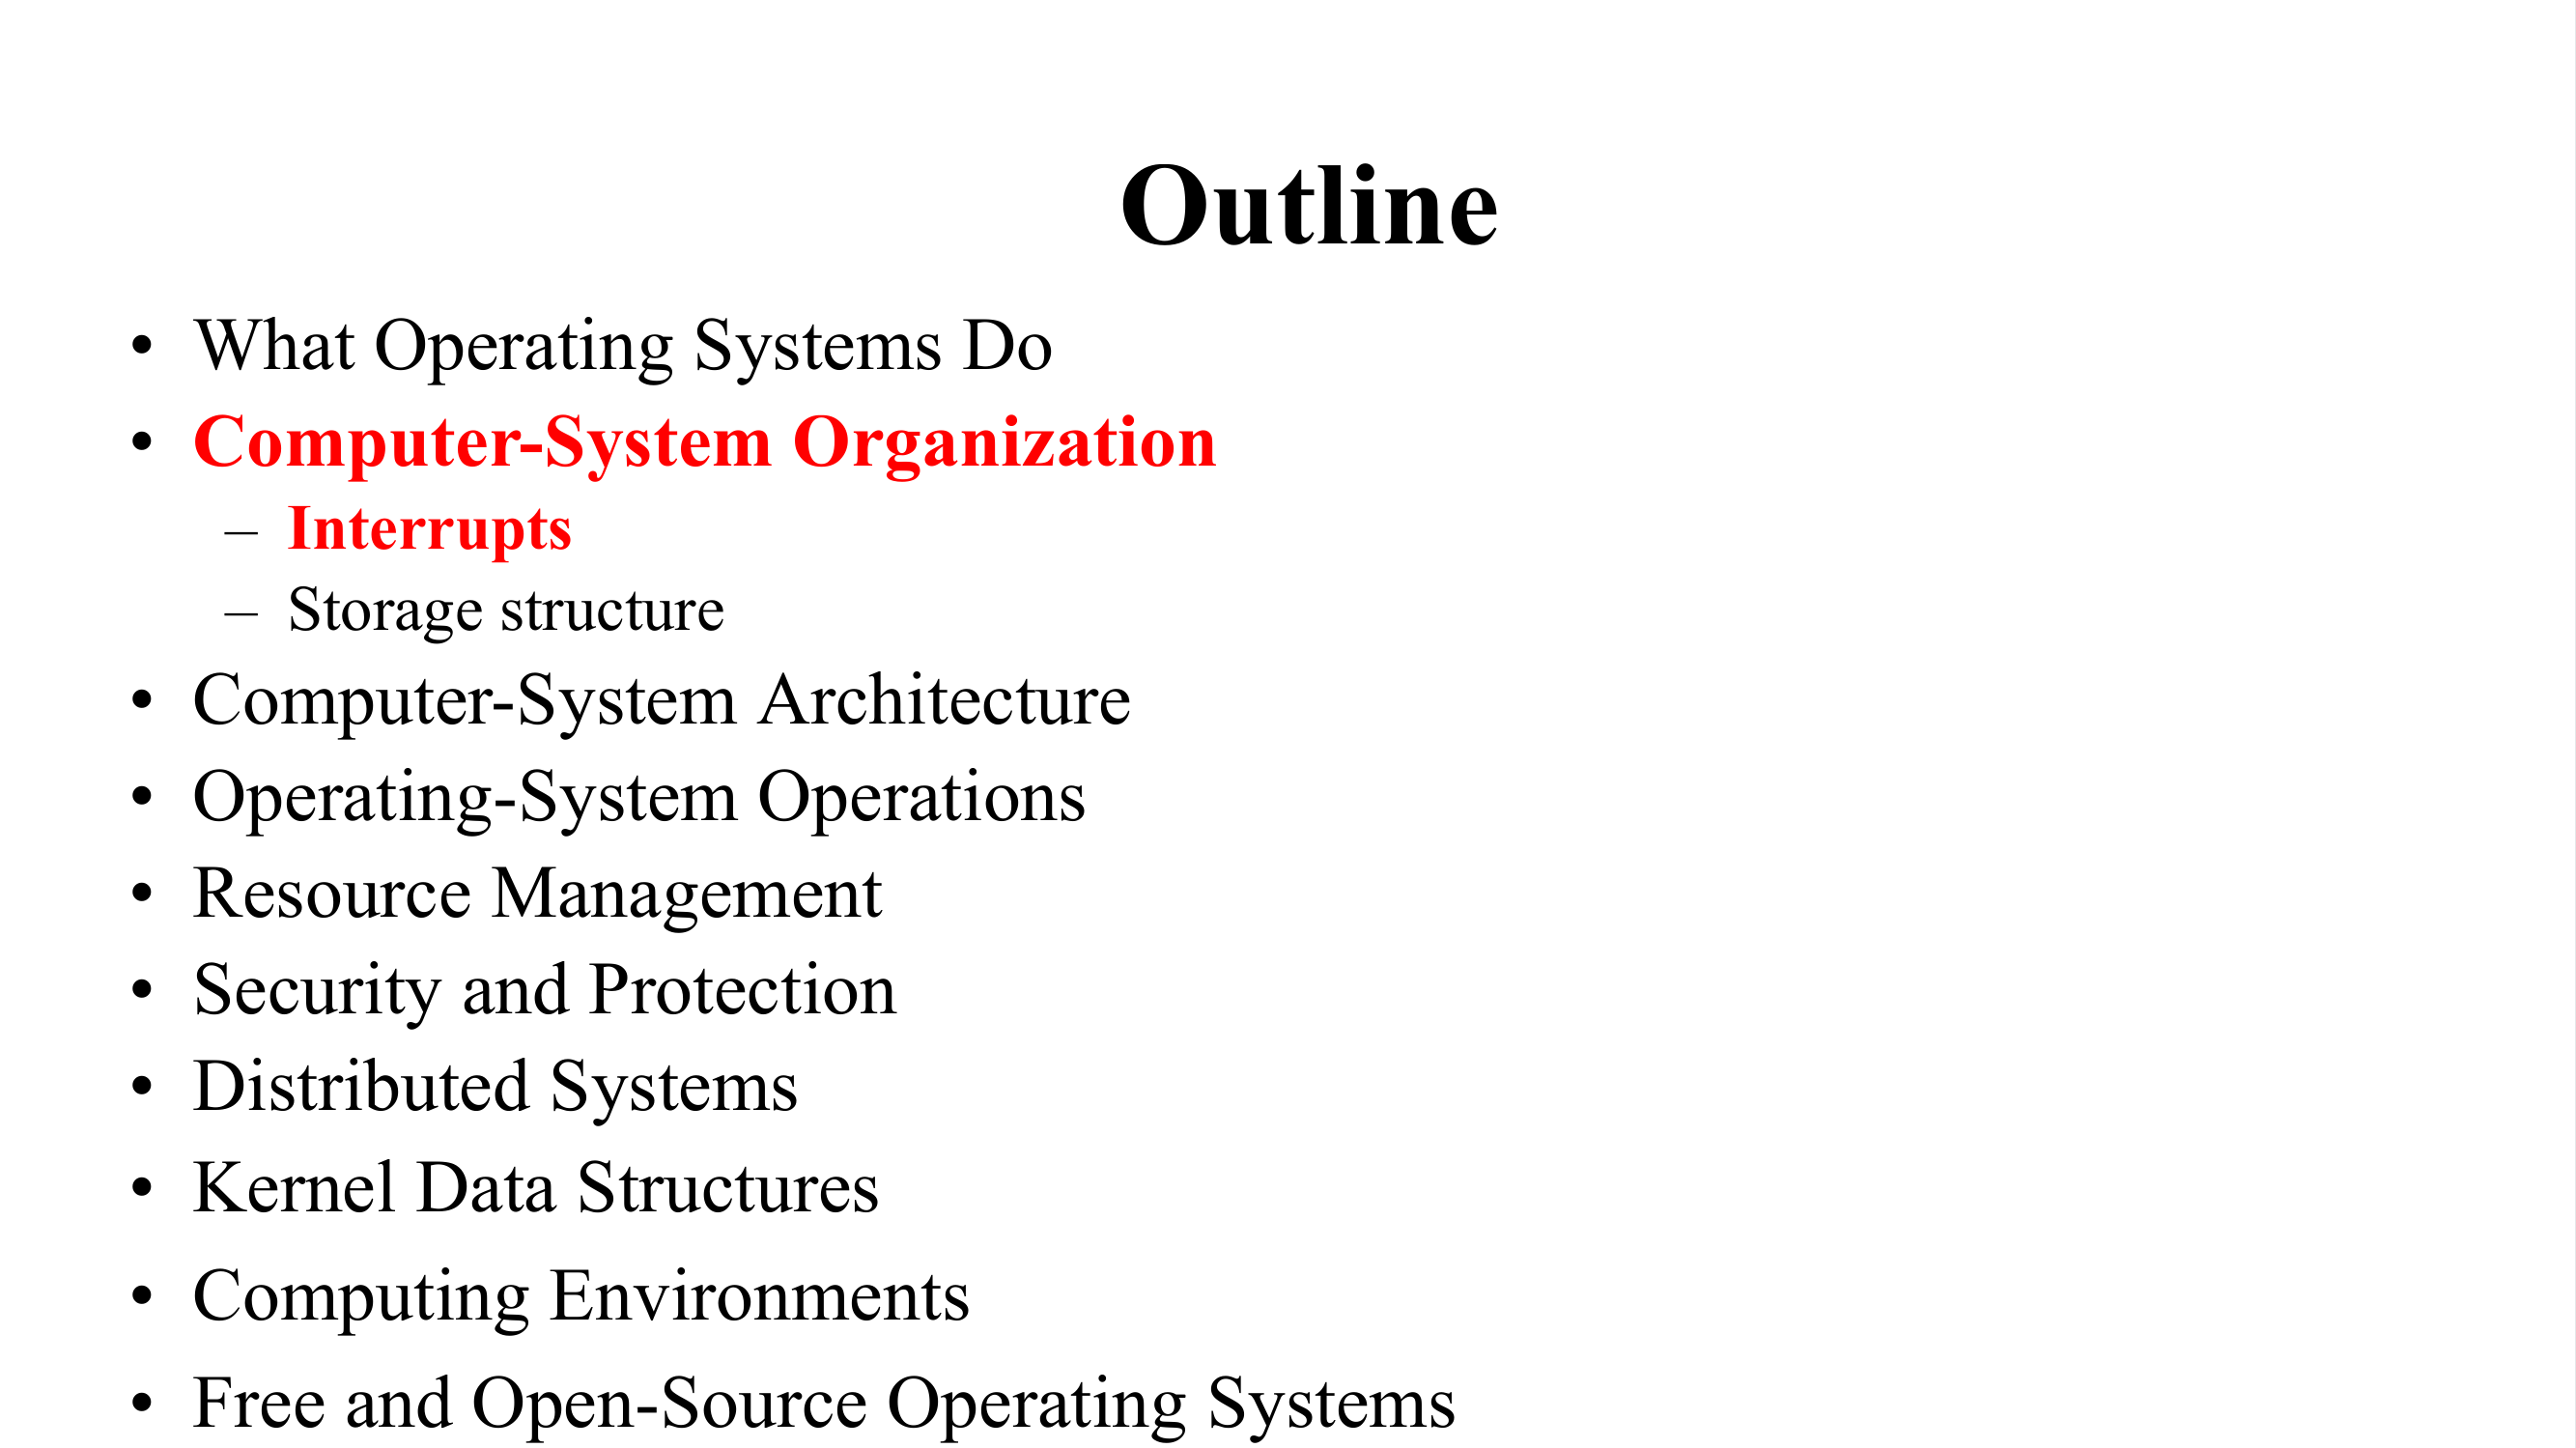 Outline
• What Operating Systems Do
• Computer-System Organization
– Interrupts
– Storage structure
• Computer-System Architecture
• Operating-System Operations
• Resource Management
• Security and Protection
• Distributed Systems
• Kernel Data Structures
• Computing Environments
• Free and Open-Source Operating Systems